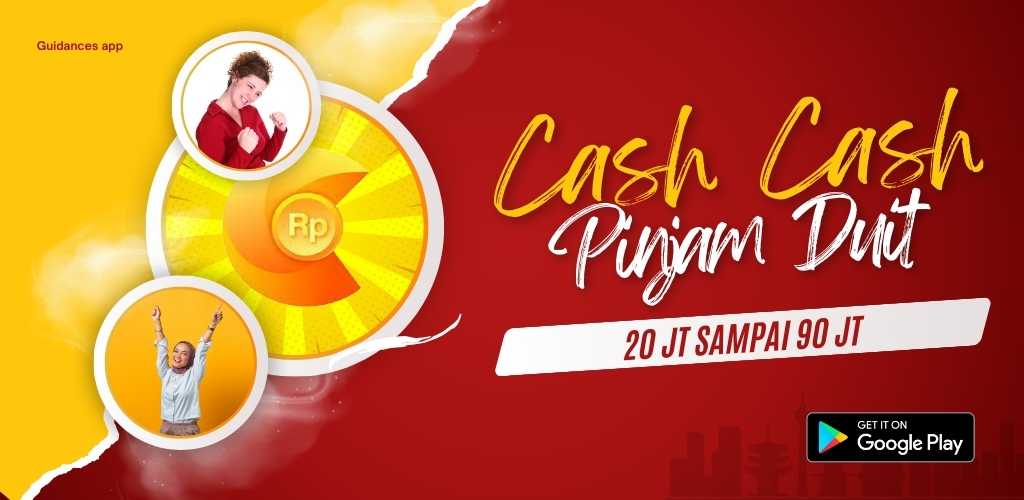 Guidances app
Rp
Cash Cash
Pinjam Duit
20 JT SAMPAI 90 JT
GET IT ON
Google Play